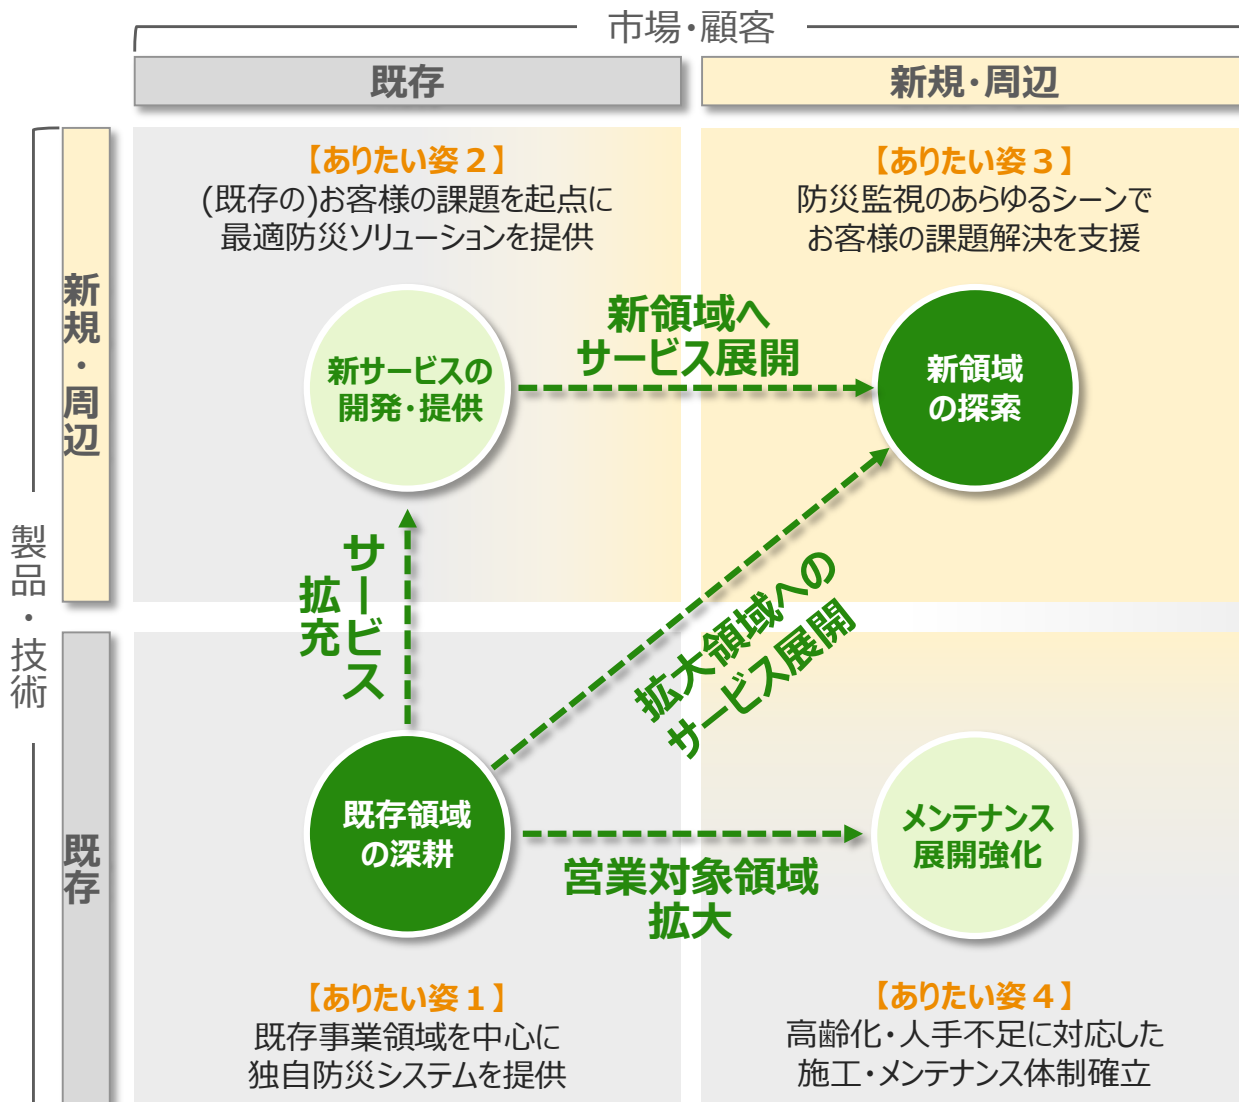 市場・顧客
既存
新規・周辺
製品・技術
新規・周辺
既存
【ありたい姿２】
(既存の)お客様の課題を起点に
最適防災ソリューションを提供
【ありたい姿３】
防災監視のあらゆるシーンで
お客様の課題解決を支援
新サービスの
開発・提供
新領域へ
サービス展開
新領域
の探索
サービス
拡充
拡大領域への
サービス展開
既存領域
の深耕
営業対象領域
拡大
メンテナンス
展開強化
【ありたい姿１】
既存事業領域を中心に
独自防災システムを提供
【ありたい姿４】
高齢化・人手不足に対応した
施工・メンテナンス体制確立